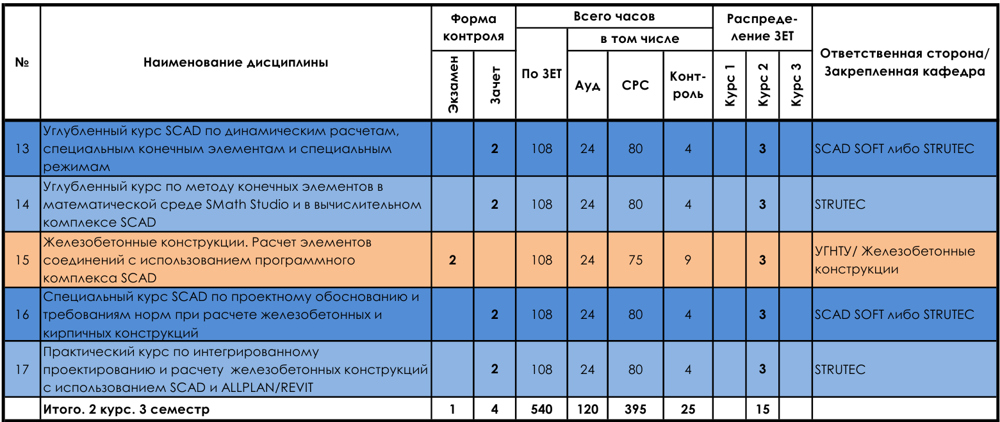 №
Наименование дисциплины
Форма
контроля
Экзамен
Зачет
Всего часов
По ЗЕТ
в том числе
Ауд
СРС
Конт-
роль
Распреде-
ление ЗЕТ
Курс 1
Курс 2
Курс 3
Ответственная сторона/
Закрепленная кафедра
13
Углубленный курс SCAD по динамическим расчетам,
специальным конечным элементам и специальным
режимам
2 108 24 80 4 3 SCAD SOFT либо STRUTEC
14
Углубленный курс по методу конечных элементов в
математической среде SMath Studio и в вычислительном
комплексе SCAD
2 108 24 80 4 3 STRUTEC
15
Железобетонные конструкции. Расчет элементов
соединений с использованием программного
комплекса SCAD
2 108 24 75 9 3
УГНТУ/ Железобетонные
конструкции
16
Специальный курс SCAD по проектному обоснованию и
требованиям норм при расчете железобетонных и
кирпичных конструкций
2 108 24 80 4 3 SCAD SOFT либо STRUTEC
17
Практический курс по интегрированному
проектированию и расчету железобетонных конструкций
с использованием SCAD и ALLPLAN/REVIT
2 108 24 80 4 3 STRUTEC
Итого. 2 курс. 3 семестр 1 4 540 120 395 25 15